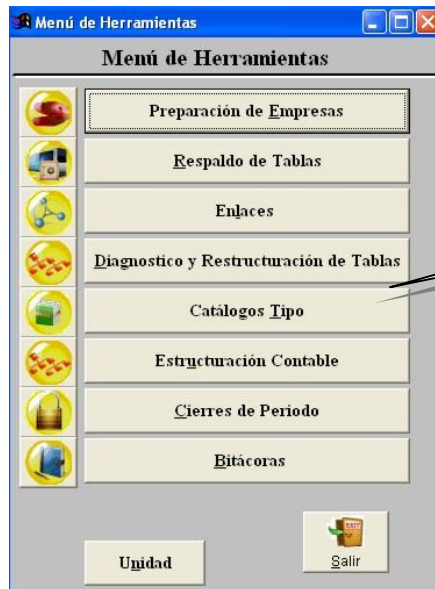 Menú de Herramientas
Menú de Herramientas
Preparación de Empresas
Respaldo de Tablas
Enlaces
Diagnostico y Restructuración de Tablas
Catálogos Tipo
Estructuración Contable
Cierres de Periodo
Bitácoras
Unidad
EXIT
Salir